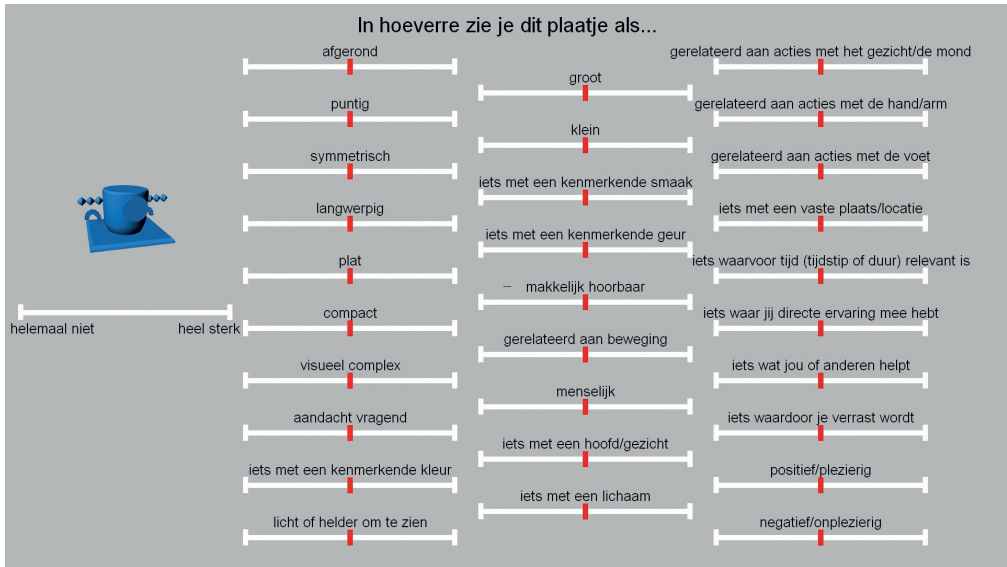 In hoeverre zie je dit plaatje als...
helemaal niet
heel sterk
afgerond
puntig
symmetrisch
langwerpig
plat
compact
visueel complex
aandacht vragend
iets met een kenmerkende kleur
licht of helder om te zien
groot
klein
iets met een kenmerkende smaak
iets met een kenmerkende geur
makkelijk hoorbaar
gerelateerd aan beweging
menselijk
iets met een hoofd/gezicht
iets met een lichaam
gerelateerd aan acties met het gezicht/de mond
gerelateerd aan acties met de hand/arm
gerelateerd aan acties met de voet
iets met een vaste plaats/locatie
iets waarvoor tijd (tijdstip of duur) relevant is
iets waar jij directe ervaring mee hebt
iets wat jou of anderen helpt
iets waardoor je verrast wordt
positief/plezierig
negatief/onplezierig